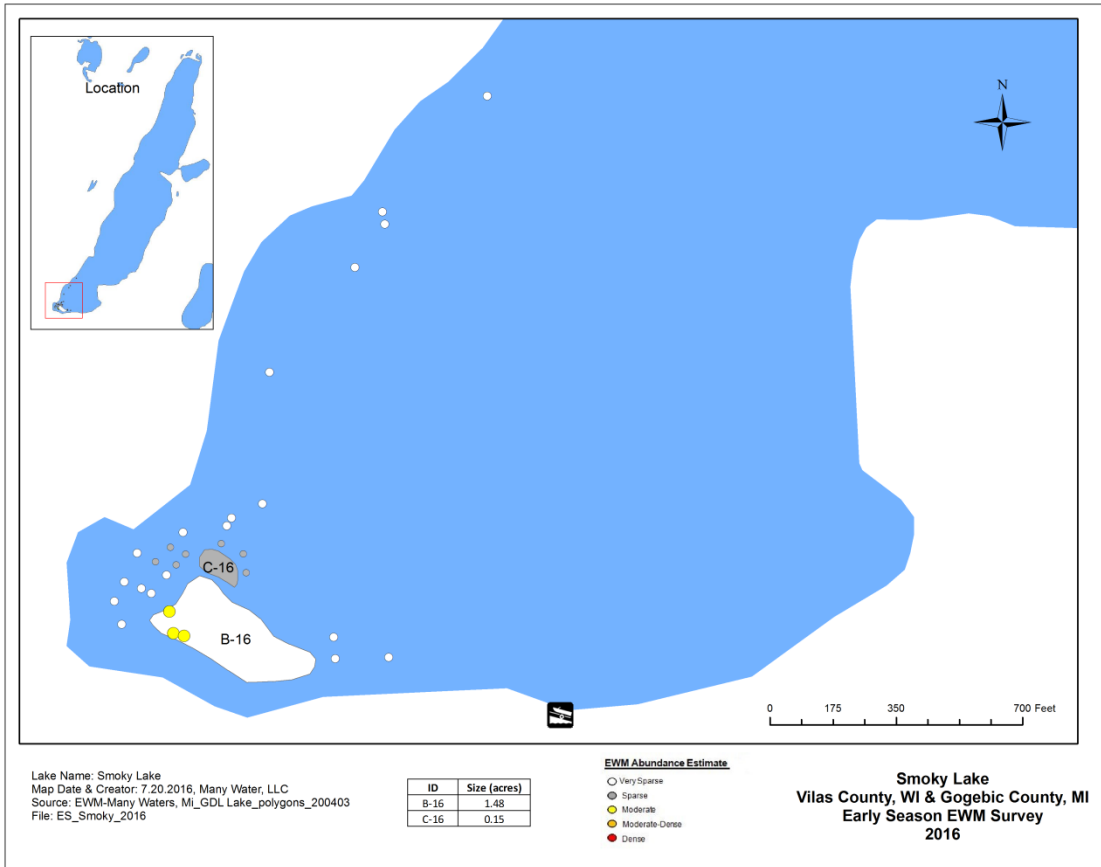 Location
N
C-16
B-16
0 175 350 700 Feet
Lake Name: Smoky Lake
Map Date & Creator: 7.20.2016, Many Water, LLC
Source: EWM-Many Waters, Mi_GDL Lake_polygons_200403
File: ES_Smoky_2016
ID Size (acres)
B-16 1.48
C-16 0.15
EWM Abundance Estimate
Very Sparse
Sparse
Moderate
Moderate-Dense
Dense
Smoky Lake
Vilas County, WI & Gogebic County, MI
Early Season EWM Survey
2016